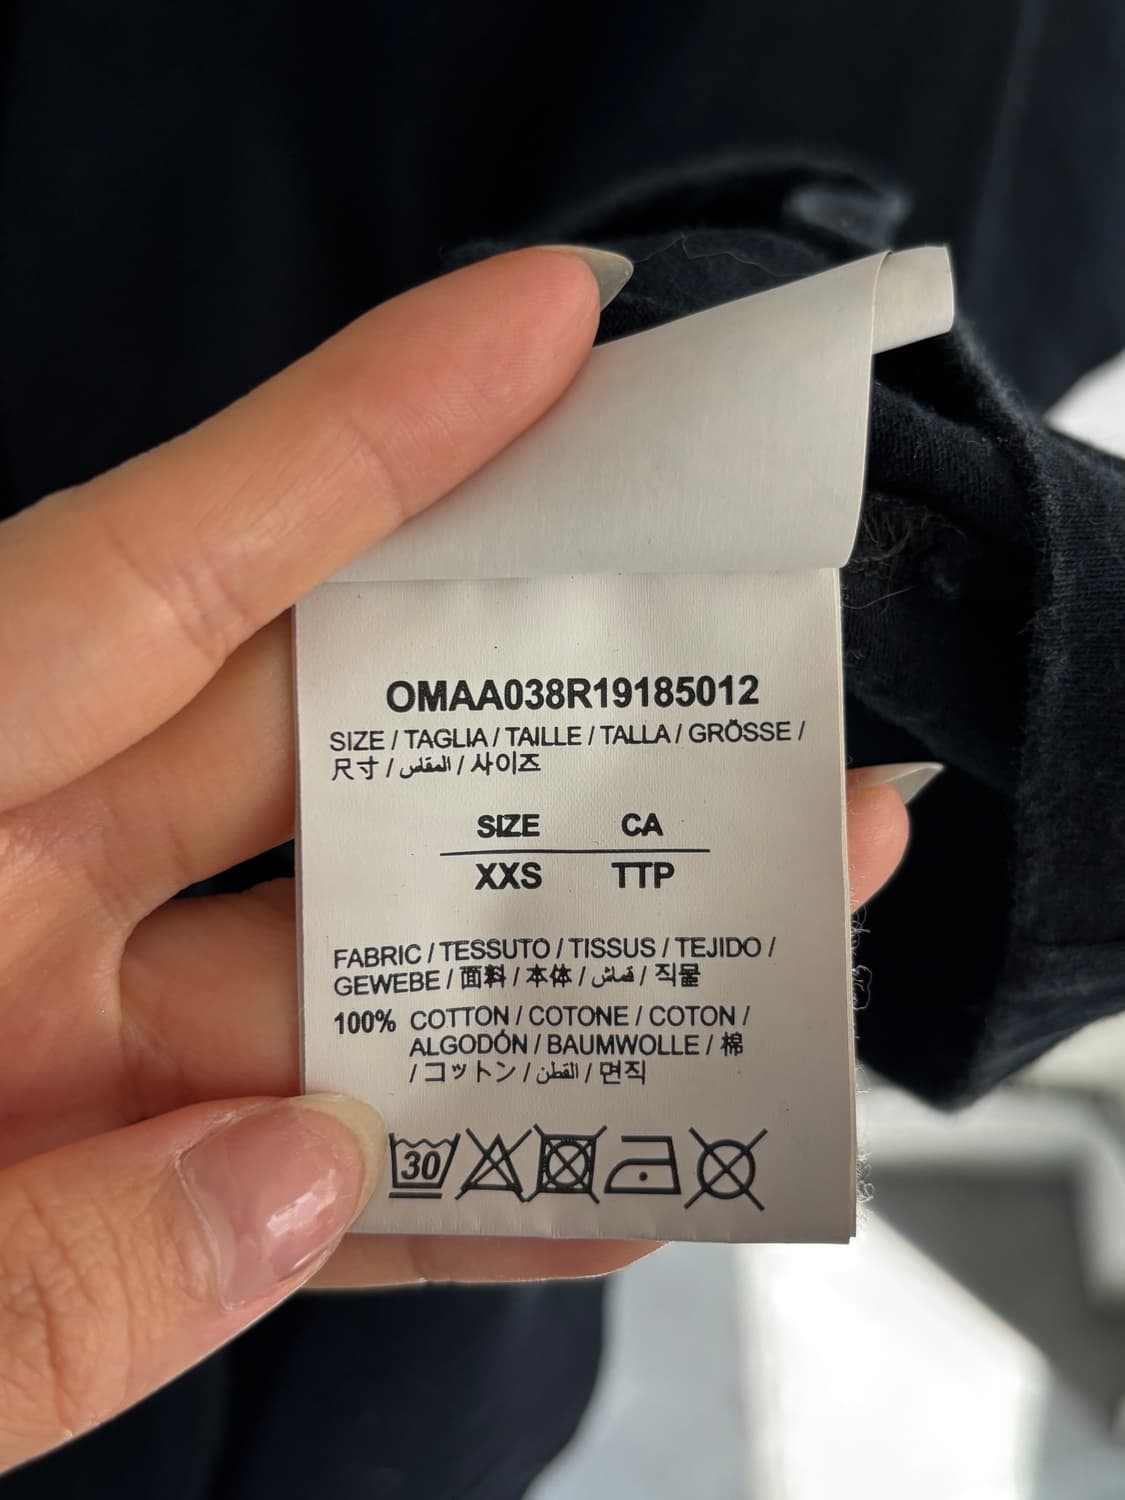 OMAA038R19185012
SIZE / TAGLIA / TAILLE / TALLA / GRÖSSE /
尺寸 / المقاس / 사이즈
SIZE CA
XXS TTP
FABRIC / TESSUTO / TISSUS / TEJIDO /
GEWEBE / 面料 / 本体 / قماش / 직물
100% COTTON / COTONE / COTON /
ALGODÓN / BAUMWOLLE / 棉
/ コットン / القطن / 면직
30